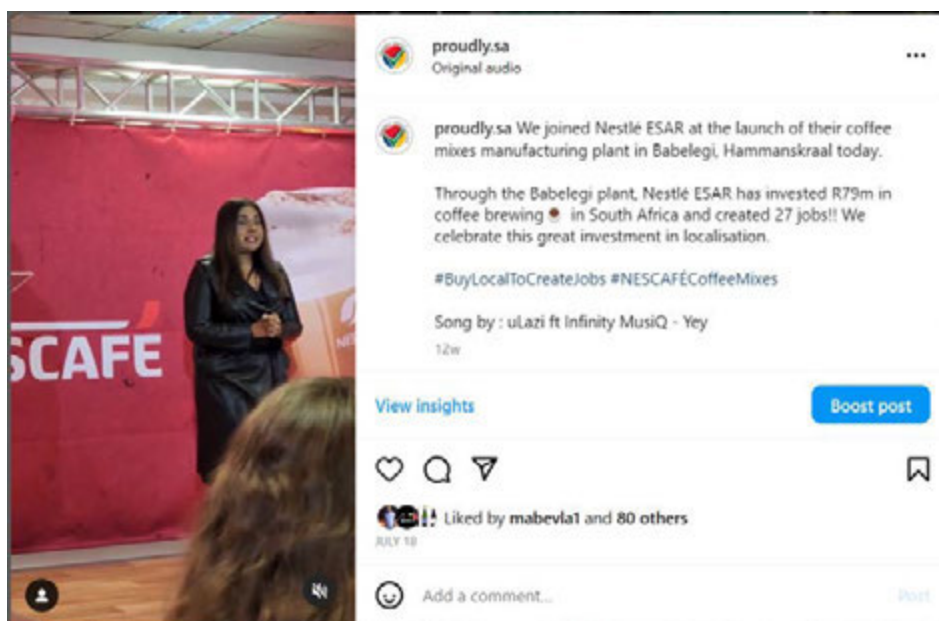 SCAFÉ
NE
proudly.sa
Original audio
proudly.sa We joined Nestlé ESAR at the launch of their coffee
mixes manufacturing plant in Babelegi, Hammanskraal today.
Through the Babelegi plant, Nestlé ESAR has invested R79m in
coffee brewing in South Africa and created 27 jobs!! We
celebrate this great investment in localisation.
#BuyLocalToCreateJobs #NESCAFÉCoffeeMixes
Song by : uLazi ft Infinity MusiQ - Yey
12w
View insights
Boost post
Liked by mabevla1 and 80 others
JULY 18
Add a comment...
Post